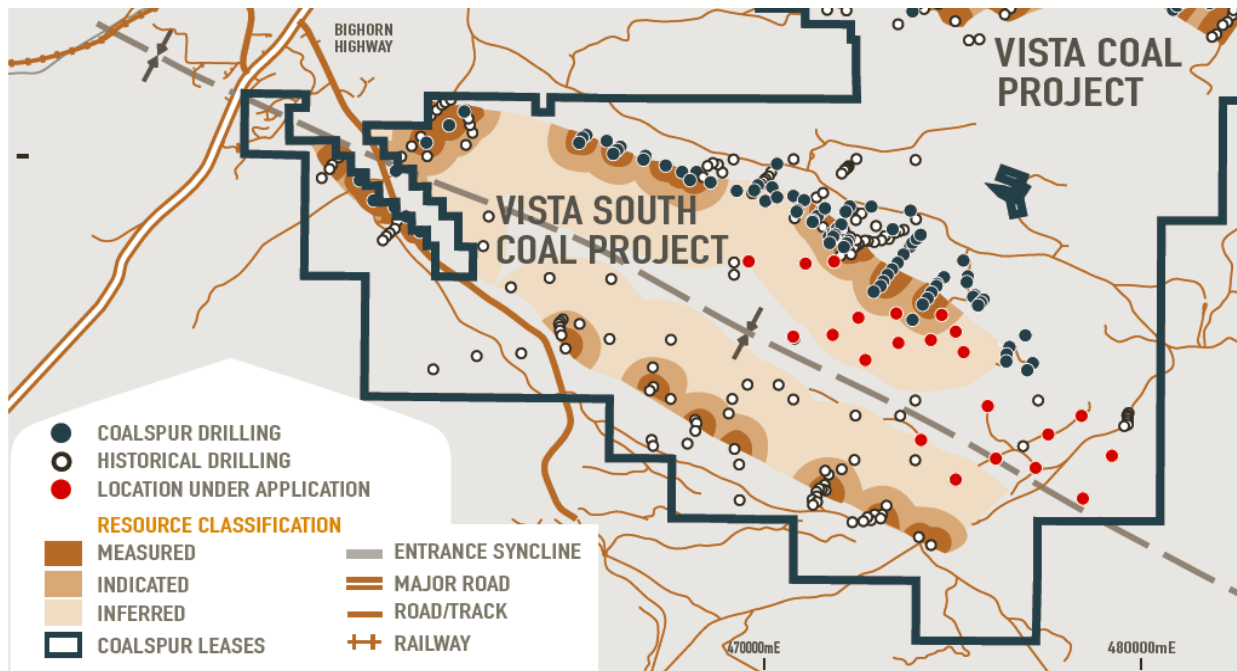 BIGHORN
HIGHWAY
VISTA COAL
PROJECT
VISTA SOUTH
COAL PROJECT
COALSPUR DRILLING
HISTORICAL DRILLING
LOCATION UNDER APPLICATION
RESOURCE CLASSIFICATION
MEASURED
INDICATED
INFERRED
COALSPUR LEASES
ENTRANCE SYNCLINE
MAJOR ROAD
ROAD/TRACK
RAILWAY
470000mE
480000mE